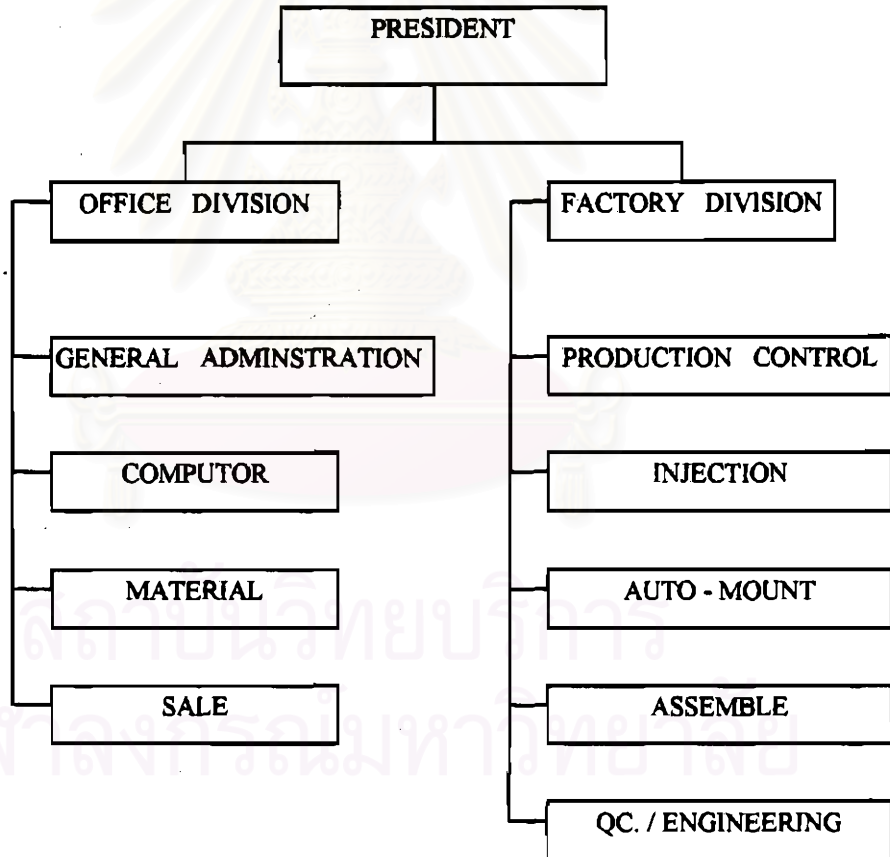 PRESIDENT
OFFICE DIVISION
FACTORY DIVISION
GENERAL ADMINSTRATION
PRODUCTION CONTROL
COMPUTOR
INJECTION
MATERIAL
AUTO - MOUNT
สถาบันวิทยบริการ
SALE
ASSEMBLE
จุฬาลงกรณ์มหาวิทยาลัย
QC. / ENGINEERING